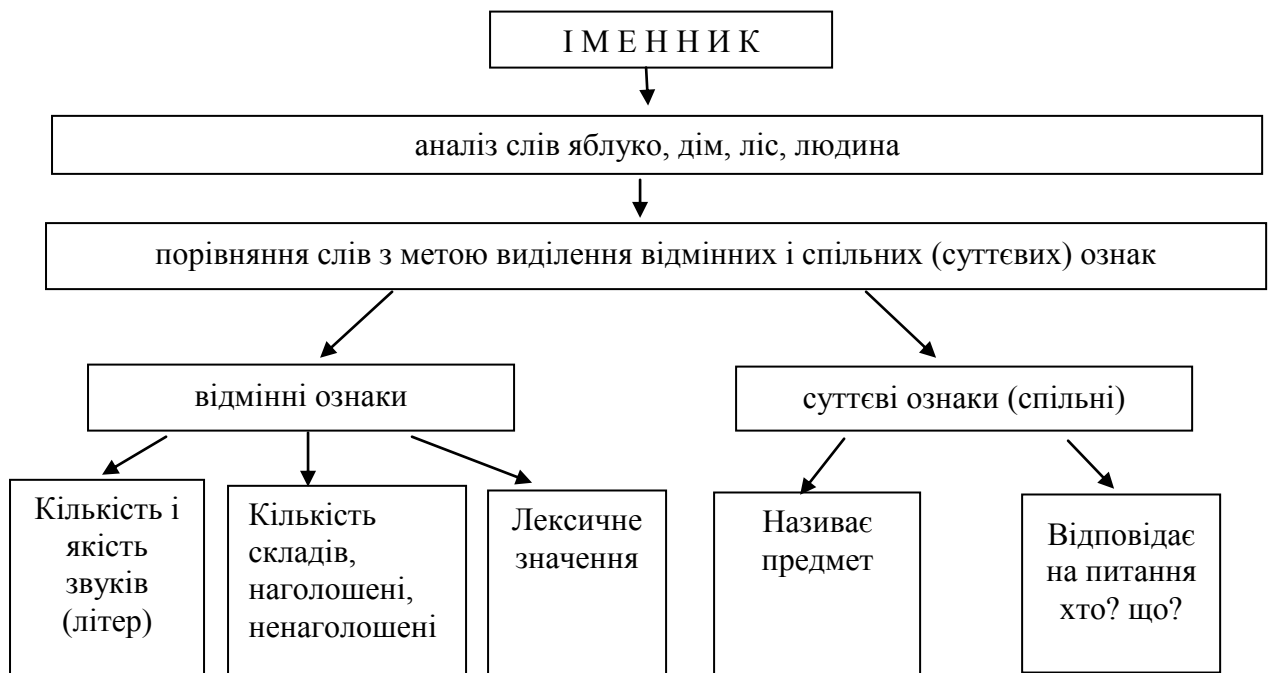 І М Е Н Н И К
аналіз слів яблуко, дім, ліс, людина
порівняння слів з метою виділення відмінних і спільних (суттєвих) ознак
відмінні ознаки
суттєві ознаки (спільні)
Кількість і
якість
звуків
(літер)
Кількість
складів,
наголошені,
ненаголошені
Лексичне
значення
Називає
предмет
Відповідає
на питання
хто? що?